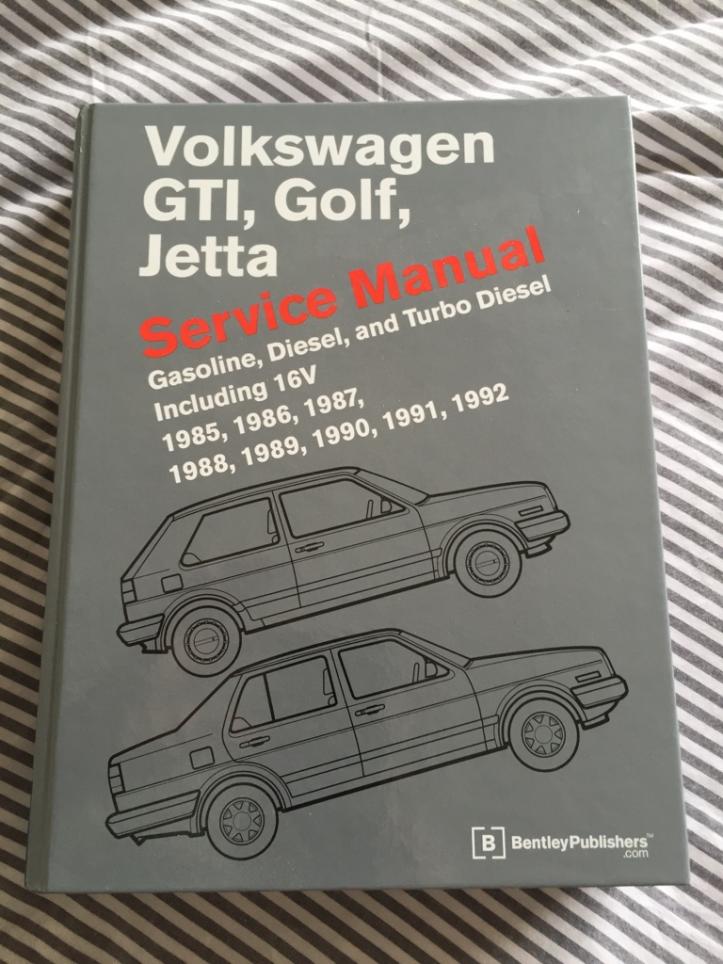 Volkswagen
GTI, Golf,
Jetta
Service Manual
Gasoline, Diesel, and Turbo Diesel
Including 16V
1985, 1986, 1987,
1988, 1989, 1990, 1991, 1992
[B] BentleyPublishers™
.com